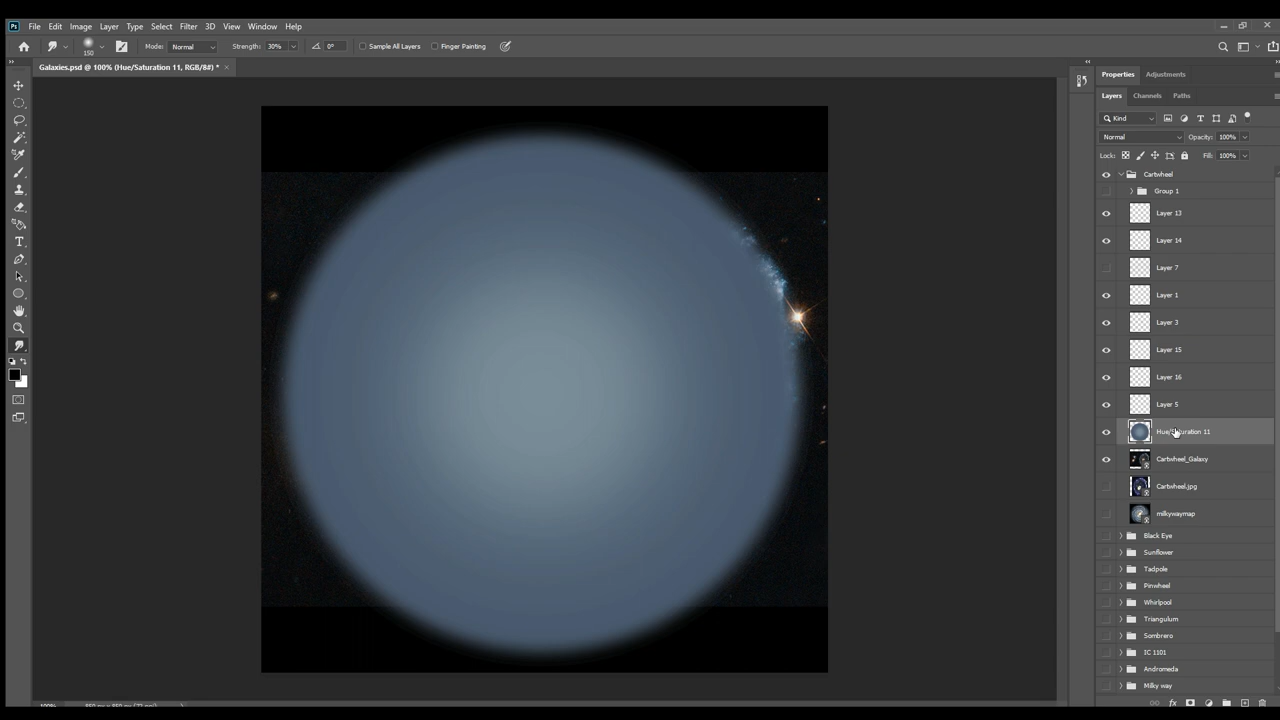 Ps File Edit Image Layer Type Select Filter 3D View Window Help
150 Mode: Normal Strength: 30% 0° Sample All Layers Finger Painting
Galaxies.psd @ 100% (Hue/Saturation 11, RGB/8#) * ×
Properties Adjustments
Layers Channels Paths
Kind
Normal Opacity: 100%
Lock: Fill: 100%
Cartwheel
Group 1
Layer 13
Layer 14
Layer 7
Layer 1
Layer 3
Layer 15
Layer 16
Layer 5
Hue/Saturation 11
Cartwheel_Galaxy
Cartwheel.jpg
milkywaymap
Black Eye
Sunflower
Tadpole
Pinwheel
Whirlpool
Triangulum
Sombrero
IC 1101
Andromeda
Milky way
100%